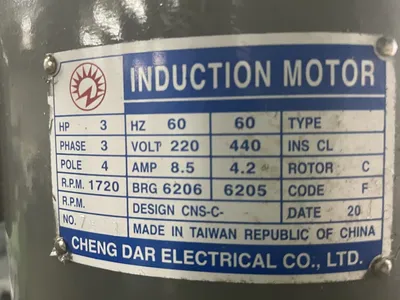 INDUCTION MOTOR
HP 3 HZ 60 60 TYPE
PHASE 3 VOLT 220 440 INS CL
POLE 4 AMP 8.5 4.2 ROTOR C
R.P.M. 1720 BRG 6206 6205 CODE F
R.P.M. DESIGN CNS-C- DATE 20
NO. MADE IN TAIWAN REPUBLIC OF CHINA
CHENG DAR ELECTRICAL CO., LTD.